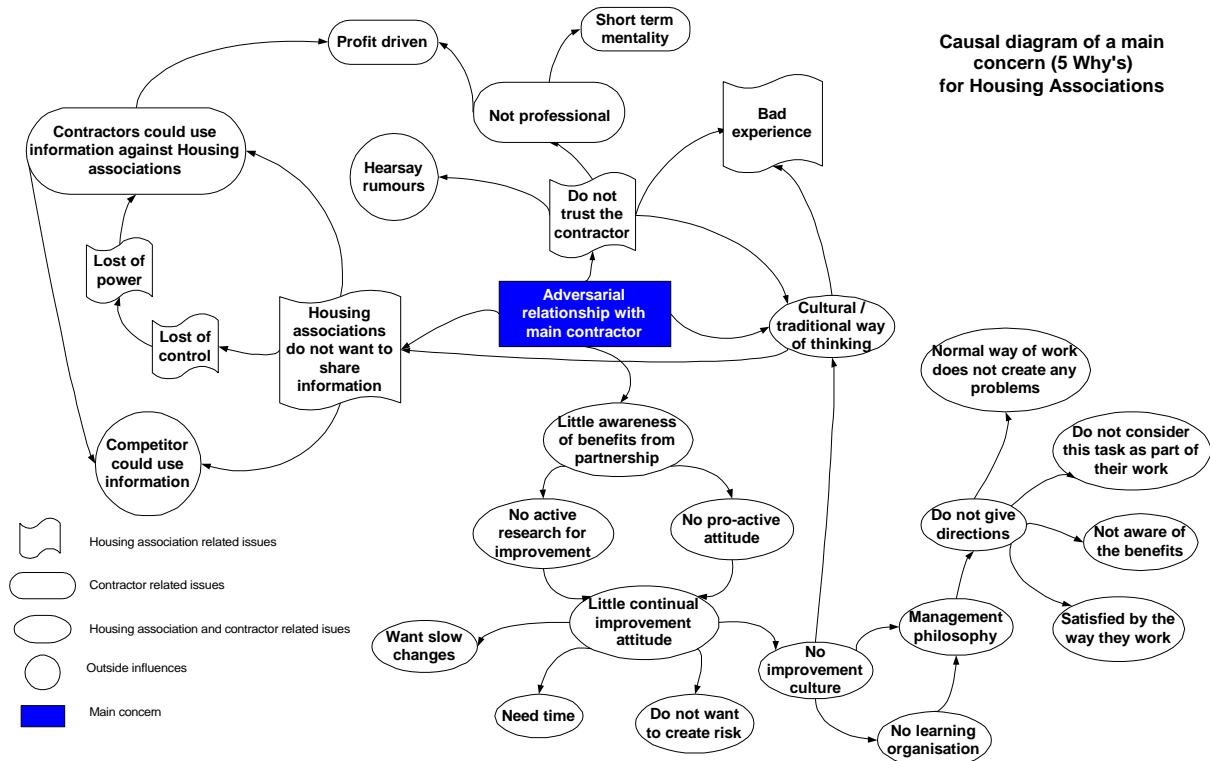 Causal diagram of a main
concern (5 Why's)
for Housing Associations
Short term
mentality
Profit driven
Not professional
Bad
experience
Contractors could use
information against Housing
associations
Hearsay
rumours
Do not
trust the
contractor
Lost of
power
Adversarial
relationship with
main contractor
Housing
associations
do not want to
share
information
Cultural /
traditional way of
thinking
Lost of
control
Normal way of work
does not create any
problems
Little awareness
of benefits from
partnership
Do not consider
this task as part of
their work
Competitor
could use
information
No active
research for
improvement
No pro-active
attitude
Do not give
directions
Not aware of
the benefits
Housing association related issues
Contractor related issues
Housing association and contractor related isues
Outside influences
Main concern
Little continual
improvement
attitude
Want slow
changes
Management
philosophy
Satisfied by the
way they work
No
improvement
culture
Need time
Do not want
to create risk
No learning
organisation